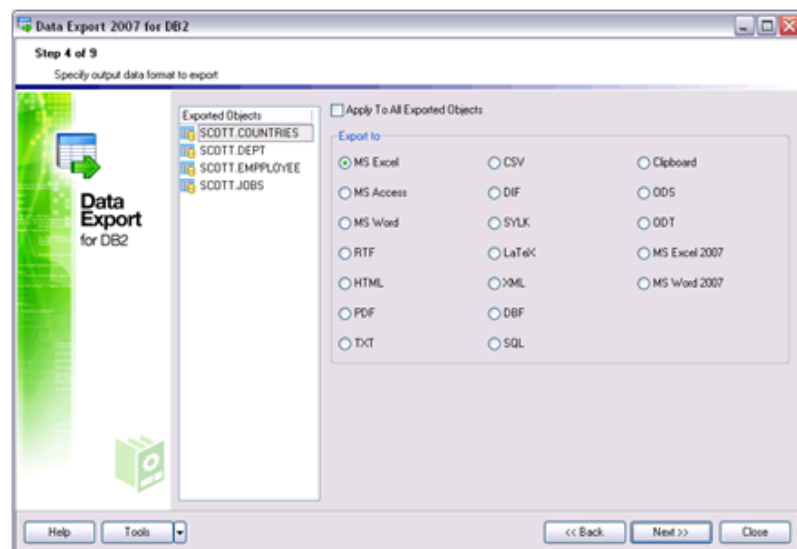 Data Export 2007 for DB2
Step 4 of 9
Specify output data format to export
Data
Export
for DB2
Exported Objects
SCOTT.COUNTRIES
SCOTT.DEPT
SCOTT.EMPPLOYEE
SCOTT.JOBS
Apply To All Exported Objects
Export to
MS Excel CSV Clipboard
MS Access DIF ODS
MS Word SYLK ODT
RTF LaTeX MS Excel 2007
HTML XML MS Word 2007
PDF DBF
TXT SQL
Help Tools << Back Next >> Close